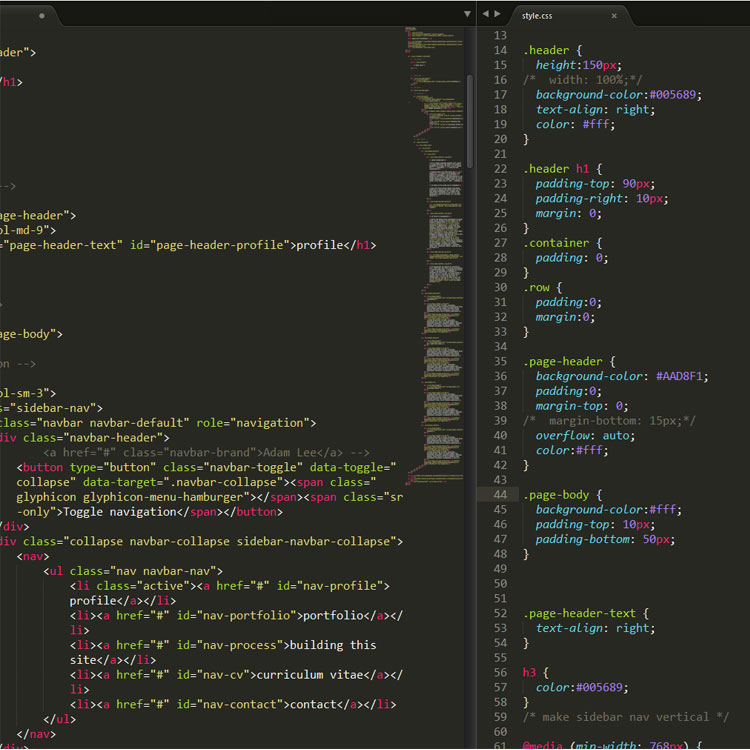 ader">
/h1>
-->
age-header">
ol-md-9">
="page-header-text" id="page-header-profile">profile</h1>
>
age-body">
on -->
ol-sm-3">
s="sidebar-nav">
class="navbar navbar-default" role="navigation">
div class="navbar-header">
<a href="#" class="navbar-brand">Adam Lee</a> -->
<button type="button" class="navbar-toggle" data-toggle="
collapse" data-target=".navbar-collapse"><span class="
glyphicon glyphicon-menu-hamburger"></span><span class="sr
-only">Toggle navigation</span></button>
/div>
div class="collapse navbar-collapse sidebar-navbar-collapse">
<nav>
<ul class="nav navbar-nav">
<li class="active"><a href="#" id="nav-profile">
profile</a></li>
<li><a href="#" id="nav-portfolio">portfolio</a></
li>
<li><a href="#" id="nav-process">building this
site</a></li>
<li><a href="#" id="nav-cv">curriculum vitae</a></
li>
<li><a href="#" id="nav-contact">contact</a></li>
</ul>
</nav>
/div>
style.css ×
13
14 .header {
15 height:150px;
16 /* width: 100%;*/
17 background-color:#005689;
18 text-align: right;
19 color: #fff;
20 }
21
22 .header h1 {
23 padding-top: 90px;
24 padding-right: 10px;
25 margin: 0;
26 }
27 .container {
28 padding: 0;
29 }
30 .row {
31 padding:0;
32 margin:0;
33 }
34
35 .page-header {
36 background-color: #AAD8F1;
37 padding:0;
38 margin-top: 0;
39 /* margin-bottom: 15px;*/
40 overflow: auto;
41 color:#fff;
42 }
43
44 .page-body {
45 background-color:#fff;
46 padding-top: 10px;
47 padding-bottom: 50px;
48 }
49
50
51
52 .page-header-text {
53 text-align: right;
54 }
55
56 h3 {
57 color:#005689;
58 }
59 /* make sidebar nav vertical */
60
61 @media (min-width: 768px) {